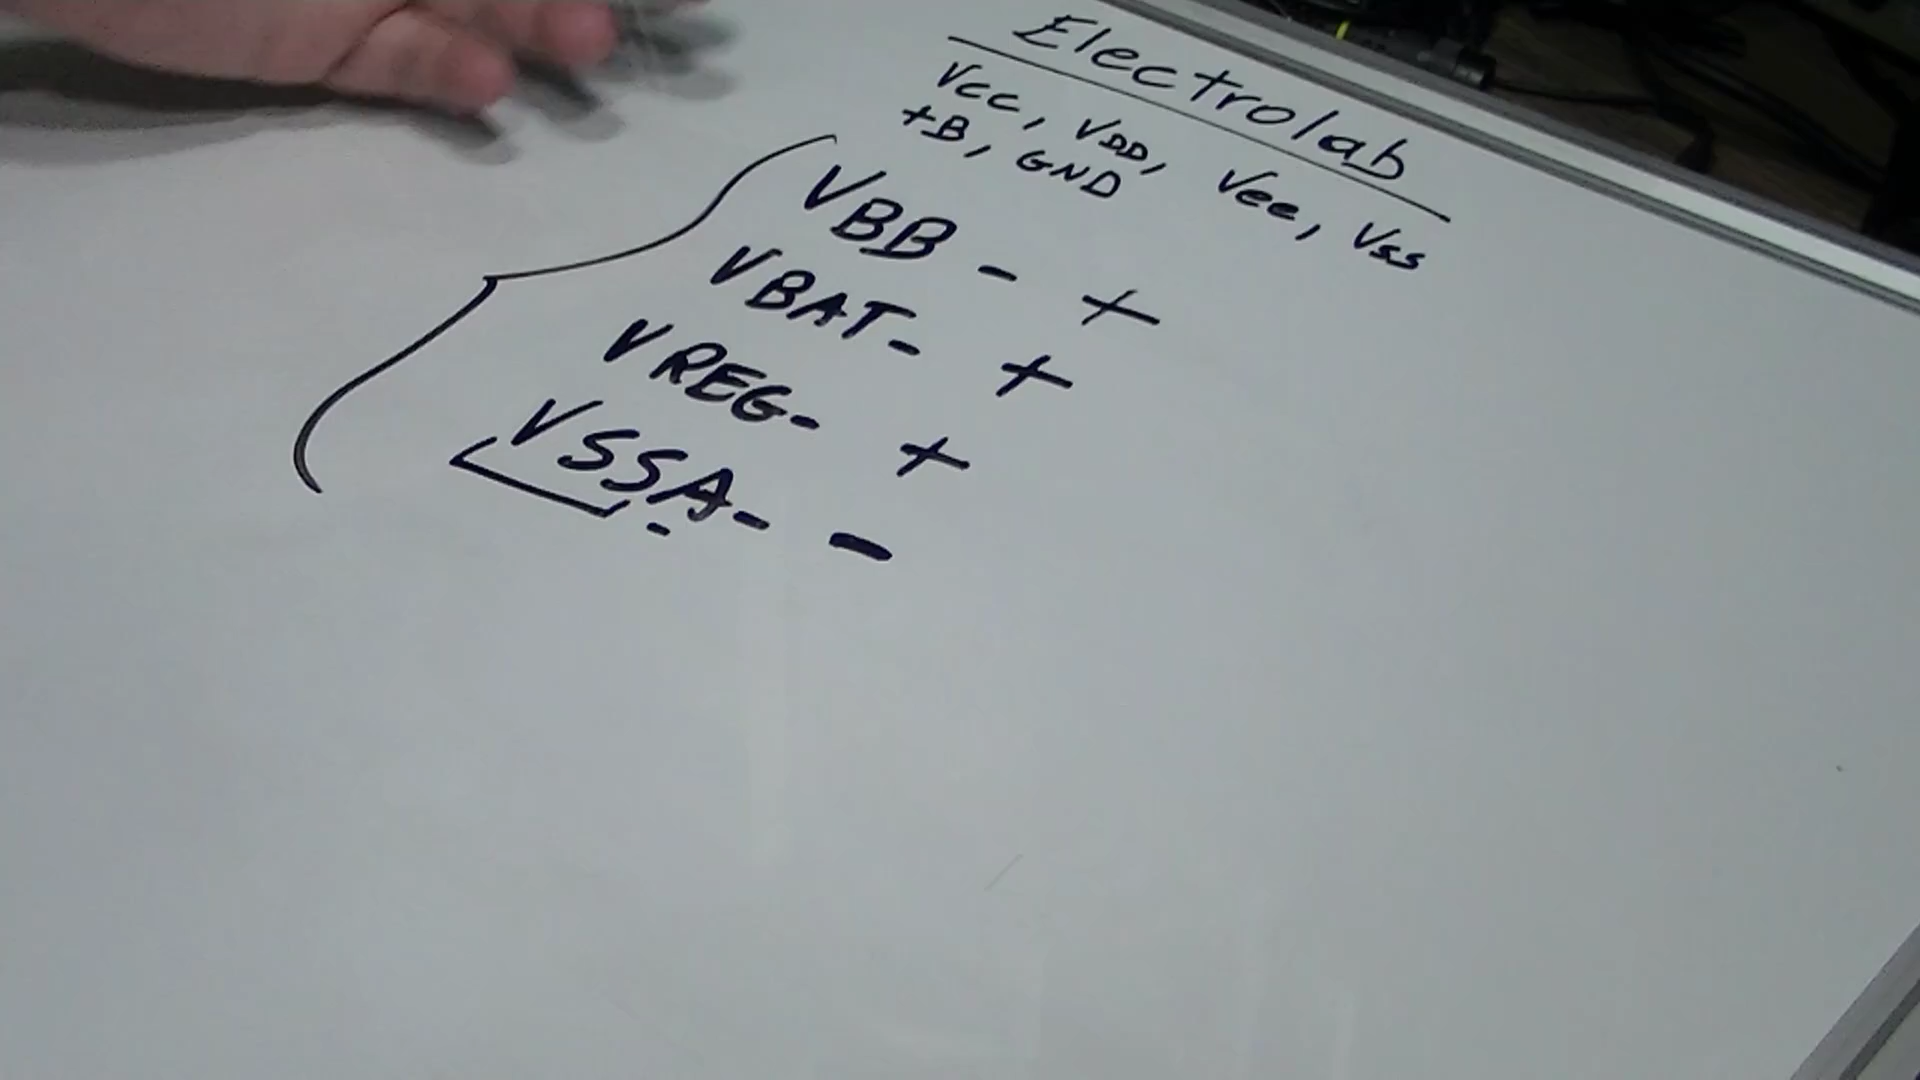 Electrolab
Vcc, VDD, Vee, Vss
+B, GND
VBB - +
VBAT - +
VREG - +
VSSA - -